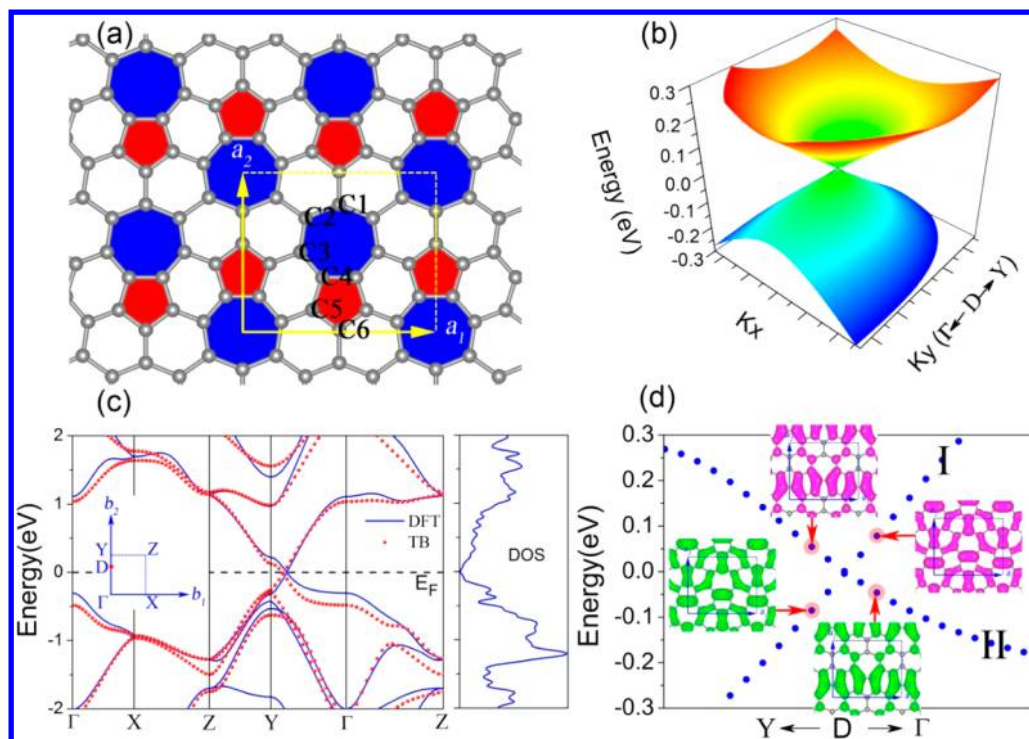 (a)
a2
C1
C2
C3
C4
C5
C6
a1
(b)
0.3
0.2
0.1
0.0
-0.1
-0.2
-0.3
Energy (eV)
Kx
Ky (Γ← D→ Y)
(c)
2
1
0
-1
-2
Energy(eV)
b2
Y
Z
D
Γ
X
b1
DFT
TB
EF
DOS
Γ X Z Y Γ Z
(d)
0.3
0.2
0.1
0.0
-0.1
-0.2
-0.3
Energy(eV)
I
II
Y ← D → Γ